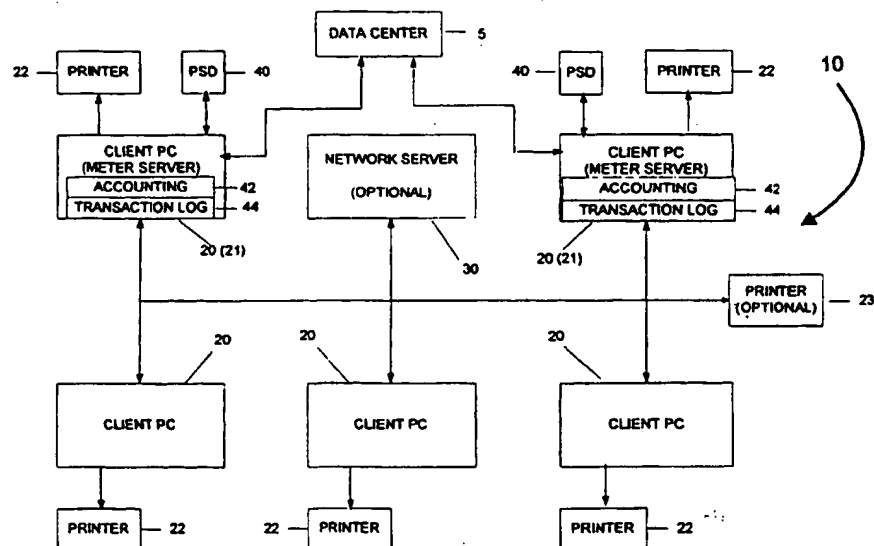 DATA CENTER 5
22 PRINTER PSD 40 40 PSD PRINTER 22 10
CLIENT PC
(METER SERVER)
ACCOUNTING 42
TRANSACTION LOG 44
20 (21)
NETWORK SERVER
(OPTIONAL)
30
CLIENT PC
(METER SERVER)
ACCOUNTING 42
TRANSACTION LOG 44
20 (21)
PRINTER
(OPTIONAL) 23
20 20 20
CLIENT PC CLIENT PC CLIENT PC
PRINTER 22 22 PRINTER PRINTER 22